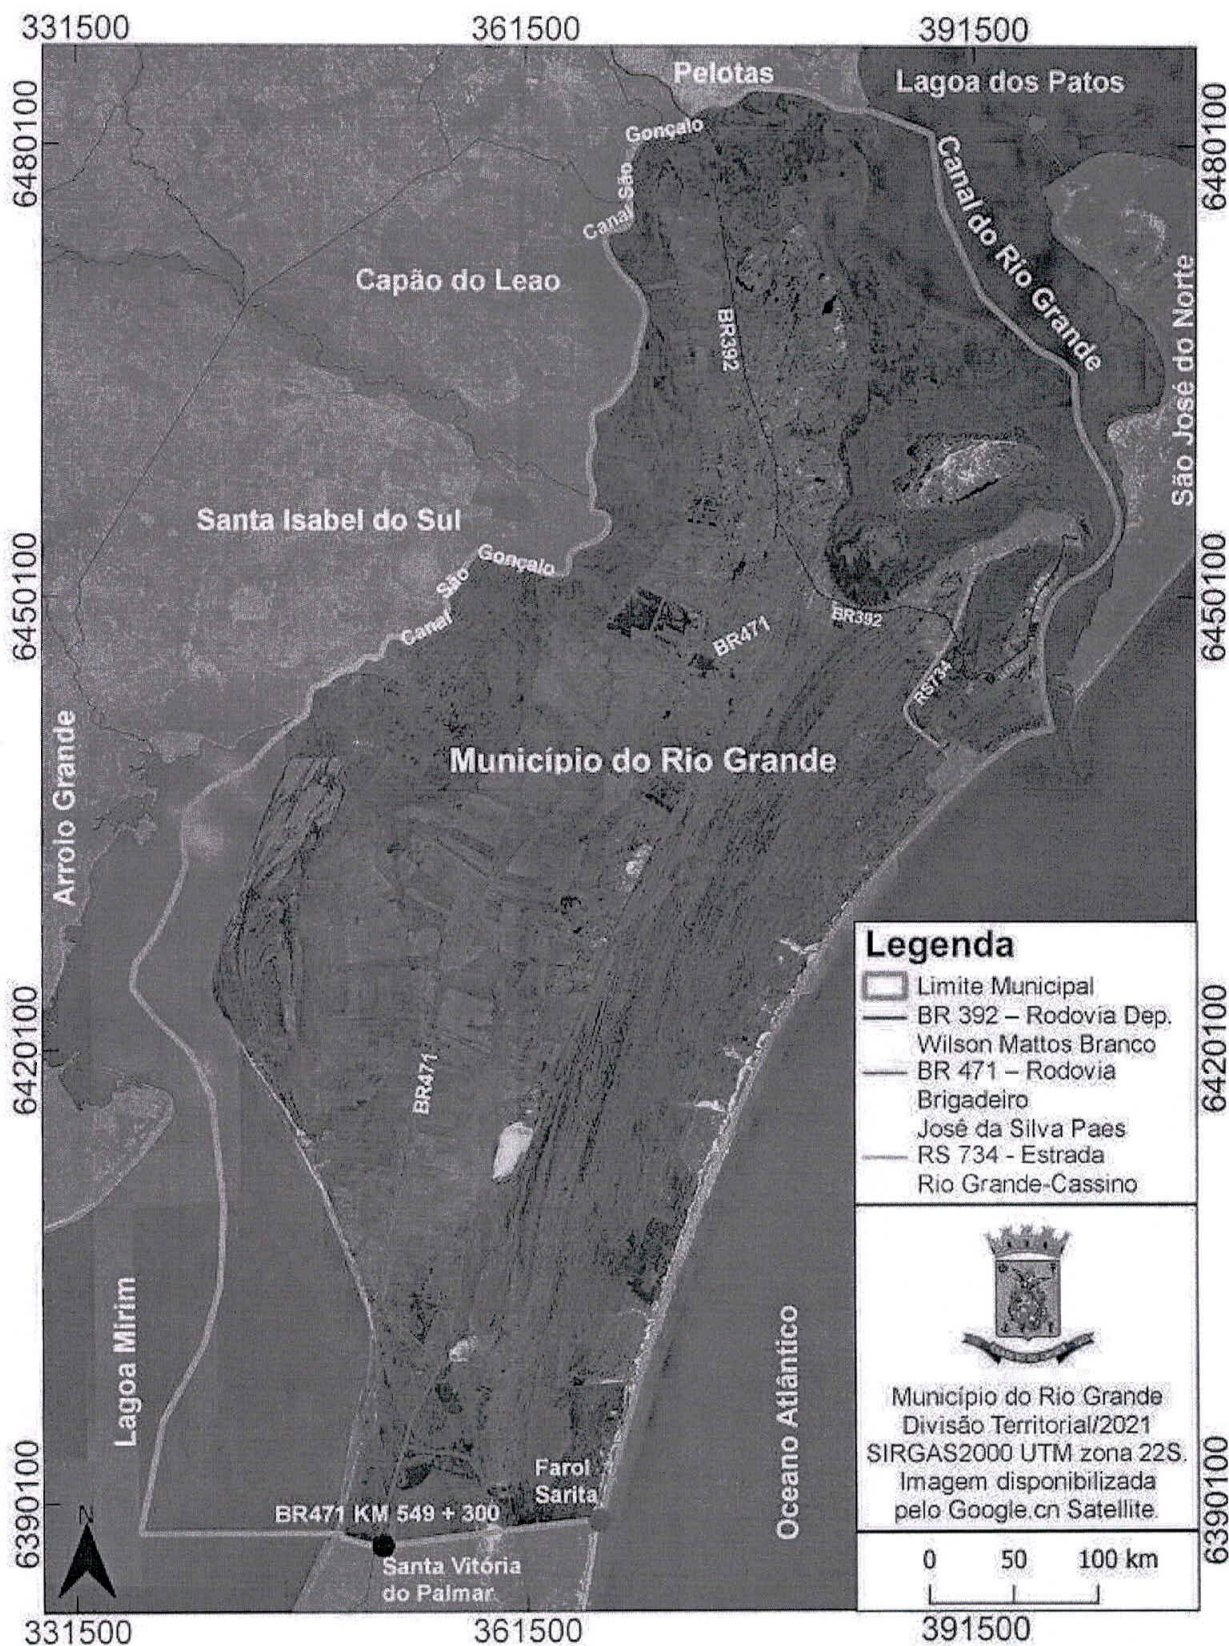 331500
361500
391500
6480100
6480100
Pelotas
Lagoa dos Patos
Gonçalo
São
Canal
Canal do Rio Grande
Capão do Leao
São José do Norte
BR392
Santa Isabel do Sul
Gonçalo
São
Canal
6450100
6450100
BR392
BR471
RS734
Arroio Grande
Município do Rio Grande
6420100
6420100
BR471
Lagoa Mirim
Oceano Atlântico
Farol
Sarita
BR471 KM 549 + 300
Santa Vitória
do Palmar
6390100
6390100
N
Legenda
Limite Municipal
BR 392 – Rodovia Dep.
Wilson Mattos Branco
BR 471 – Rodovia
Brigadeiro
José da Silva Paes
RS 734 - Estrada
Rio Grande-Cassino
Município do Rio Grande
Divisão Territorial/2021
SIRGAS2000 UTM zona 22S.
Imagem disponibilizada
pelo Google.cn Satellite.
0 50 100 km
331500
361500
391500